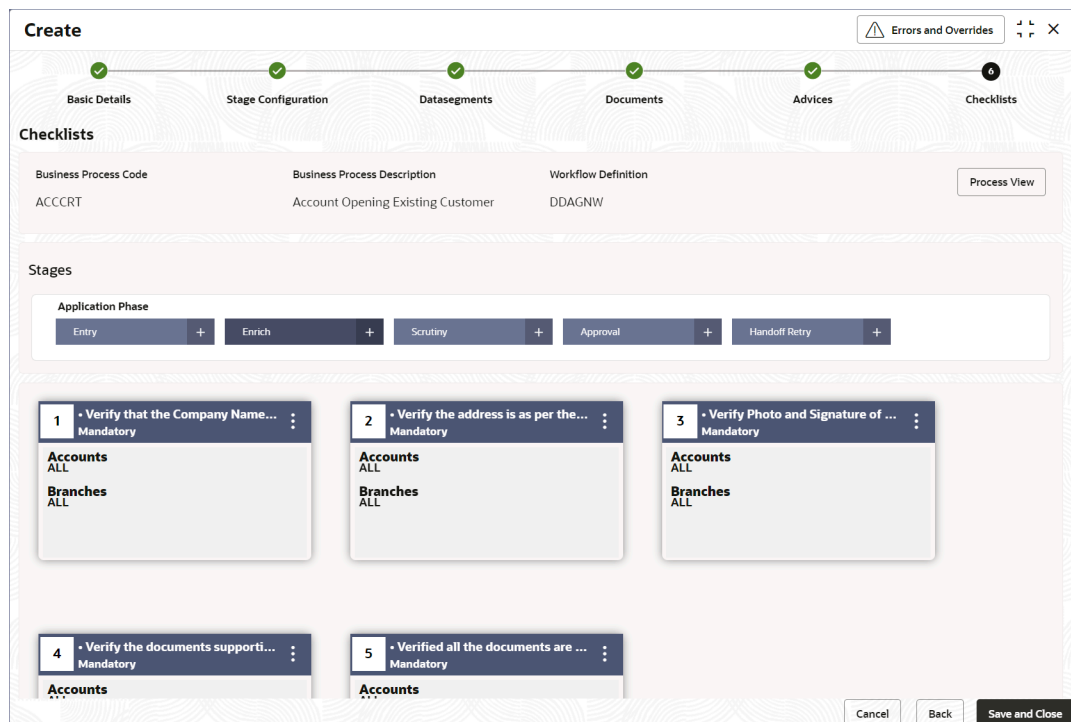 Create
Errors and Overrides
6
Basic Details
Stage Configuration
Datasegments
Documents
Advices
Checklists
Checklists
Business Process Code
Business Process Description
Workflow Definition
Process View
ACCCRT
Account Opening Existing Customer
DDAGNW
Stages
Application Phase
Entry +
Enrich +
Scrutiny +
Approval +
Handoff Retry +
1
• Verify that the Company Name...
Mandatory
Accounts
ALL
Branches
ALL
2
• Verify the address is as per the...
Mandatory
Accounts
ALL
Branches
ALL
3
• Verify Photo and Signature of ...
Mandatory
Accounts
ALL
Branches
ALL
4
• Verify the documents supporti...
Mandatory
Accounts
5
• Verified all the documents are ...
Mandatory
Accounts
Cancel
Back
Save and Close